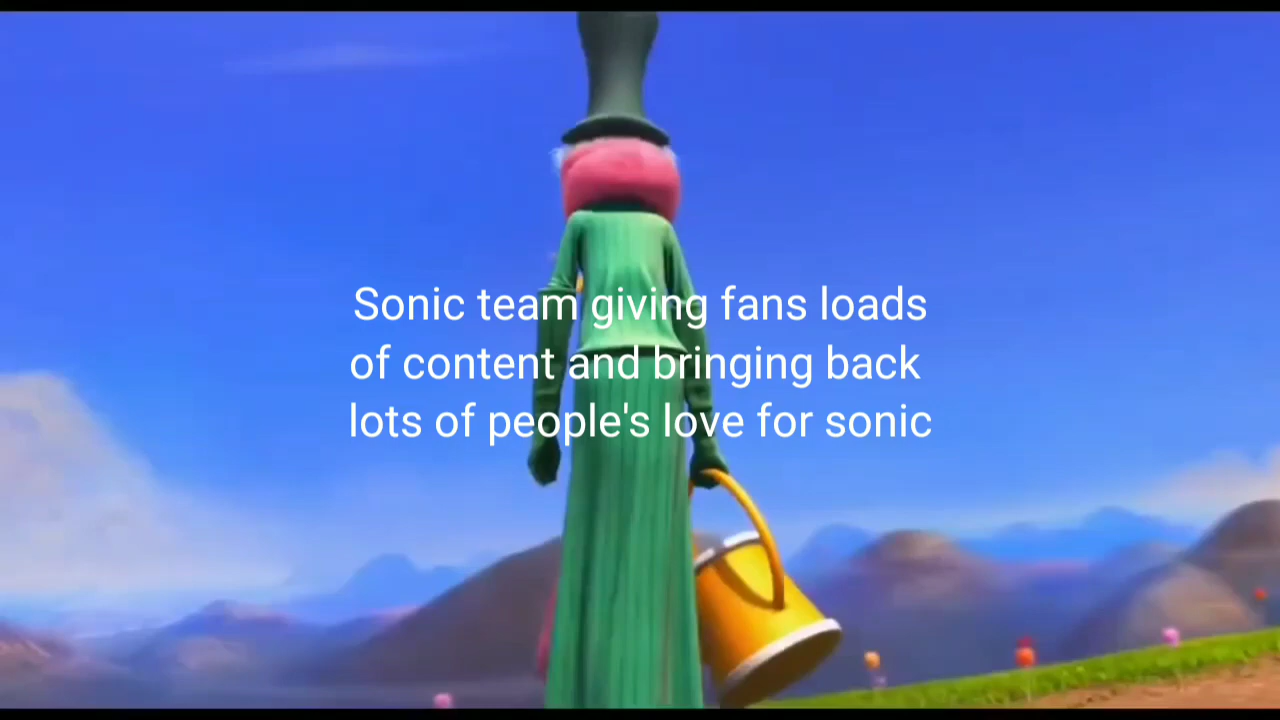 Sonic team giving fans loads
of content and bringing back
lots of people's love for sonic